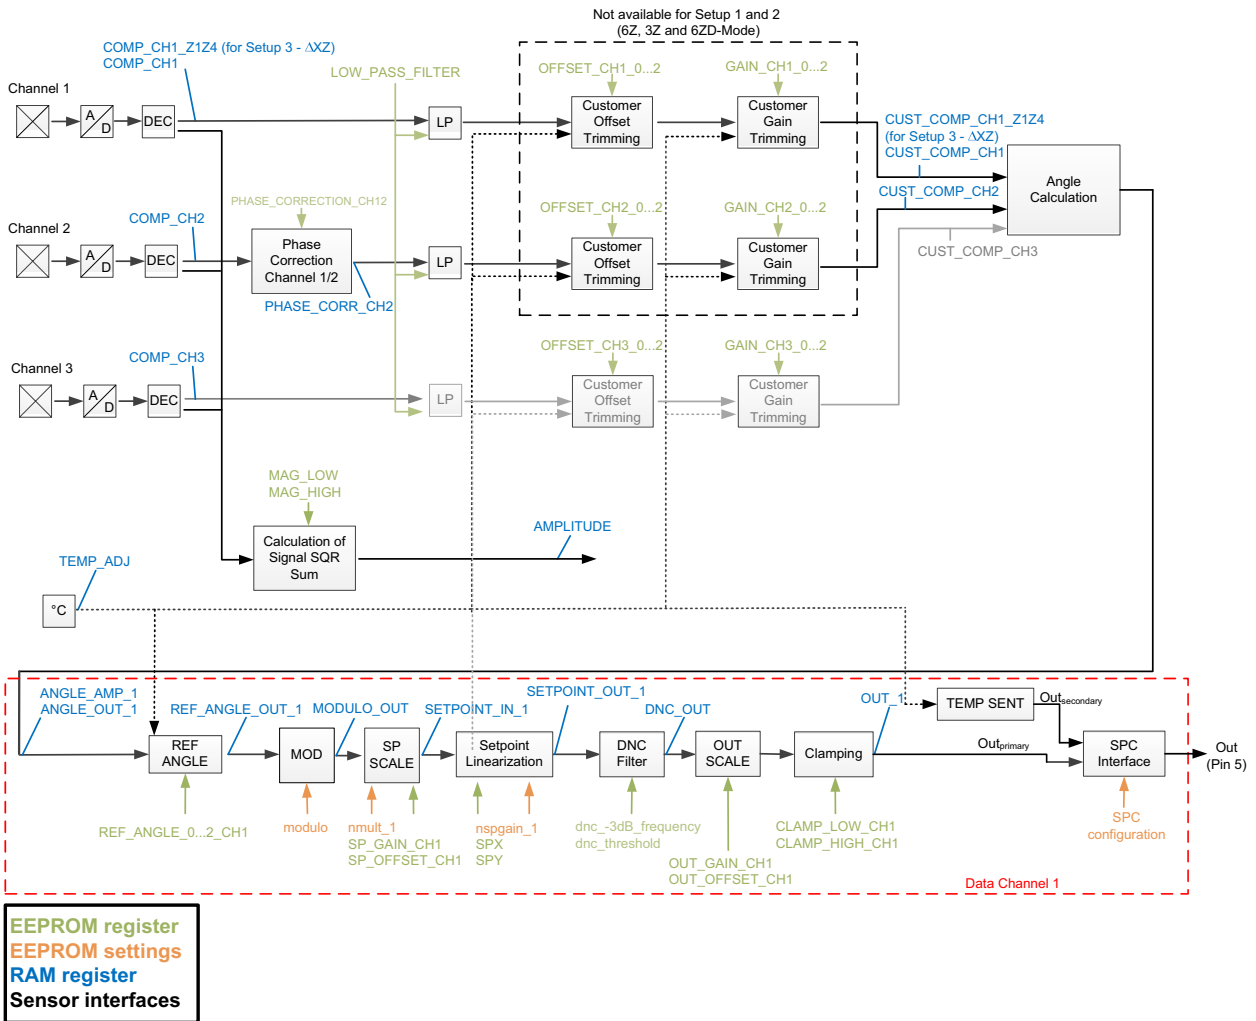 Not available for Setup 1 and 2
(6Z, 3Z and 6ZD-Mode)
COMP_CH1_Z1Z4 (for Setup 3 - ΔXZ)
COMP_CH1
LOW_PASS_FILTER
OFFSET_CH1_0...2
GAIN_CH1_0...2
Channel 1
A
D
DEC
LP
Customer
Offset
Trimming
Customer
Gain
Trimming
CUST_COMP_CH1_Z1Z4
(for Setup 3 - ΔXZ)
CUST_COMP_CH1
Angle
Calculation
CUST_COMP_CH2
CUST_COMP_CH3
PHASE_CORRECTION_CH12
COMP_CH2
OFFSET_CH2_0...2
GAIN_CH2_0...2
Channel 2
A
D
DEC
Phase
Correction
Channel 1/2
PHASE_CORR_CH2
LP
Customer
Offset
Trimming
Customer
Gain
Trimming
COMP_CH3
OFFSET_CH3_0...2
GAIN_CH3_0...2
Channel 3
A
D
DEC
LP
Customer
Offset
Trimming
Customer
Gain
Trimming
MAG_LOW
MAG_HIGH
Calculation of
Signal SQR
Sum
AMPLITUDE
TEMP_ADJ
°C
ANGLE_AMP_1
ANGLE_OUT_1
REF_ANGLE_OUT_1
MODULO_OUT
SETPOINT_IN_1
SETPOINT_OUT_1
DNC_OUT
OUT_1
TEMP SENT
Outsecondary
REF
ANGLE
MOD
SP
SCALE
Setpoint
Linearization
DNC
Filter
OUT
SCALE
Clamping
Outprimary
SPC
Interface
Out
(Pin 5)
REF_ANGLE_0...2_CH1
modulo
nmult_1
SP_GAIN_CH1
SP_OFFSET_CH1
nspgain_1
SPX
SPY
dnc_-3dB_frequency
dnc_threshold
OUT_GAIN_CH1
OUT_OFFSET_CH1
CLAMP_LOW_CH1
CLAMP_HIGH_CH1
SPC
configuration
Data Channel 1
EEPROM register
EEPROM settings
RAM register
Sensor interfaces